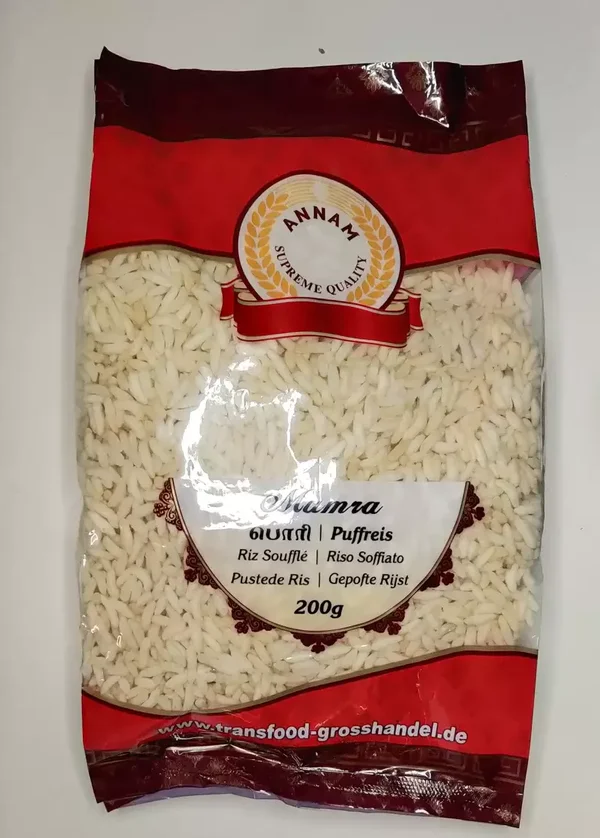 ANNAM
SUPREME QUALITY
Mamra
பொரி | Puffreis
Riz Soufflé | Riso Soffiato
Pustede Ris | Gepofte Rijst
200g
www.transfood-grosshandel.de